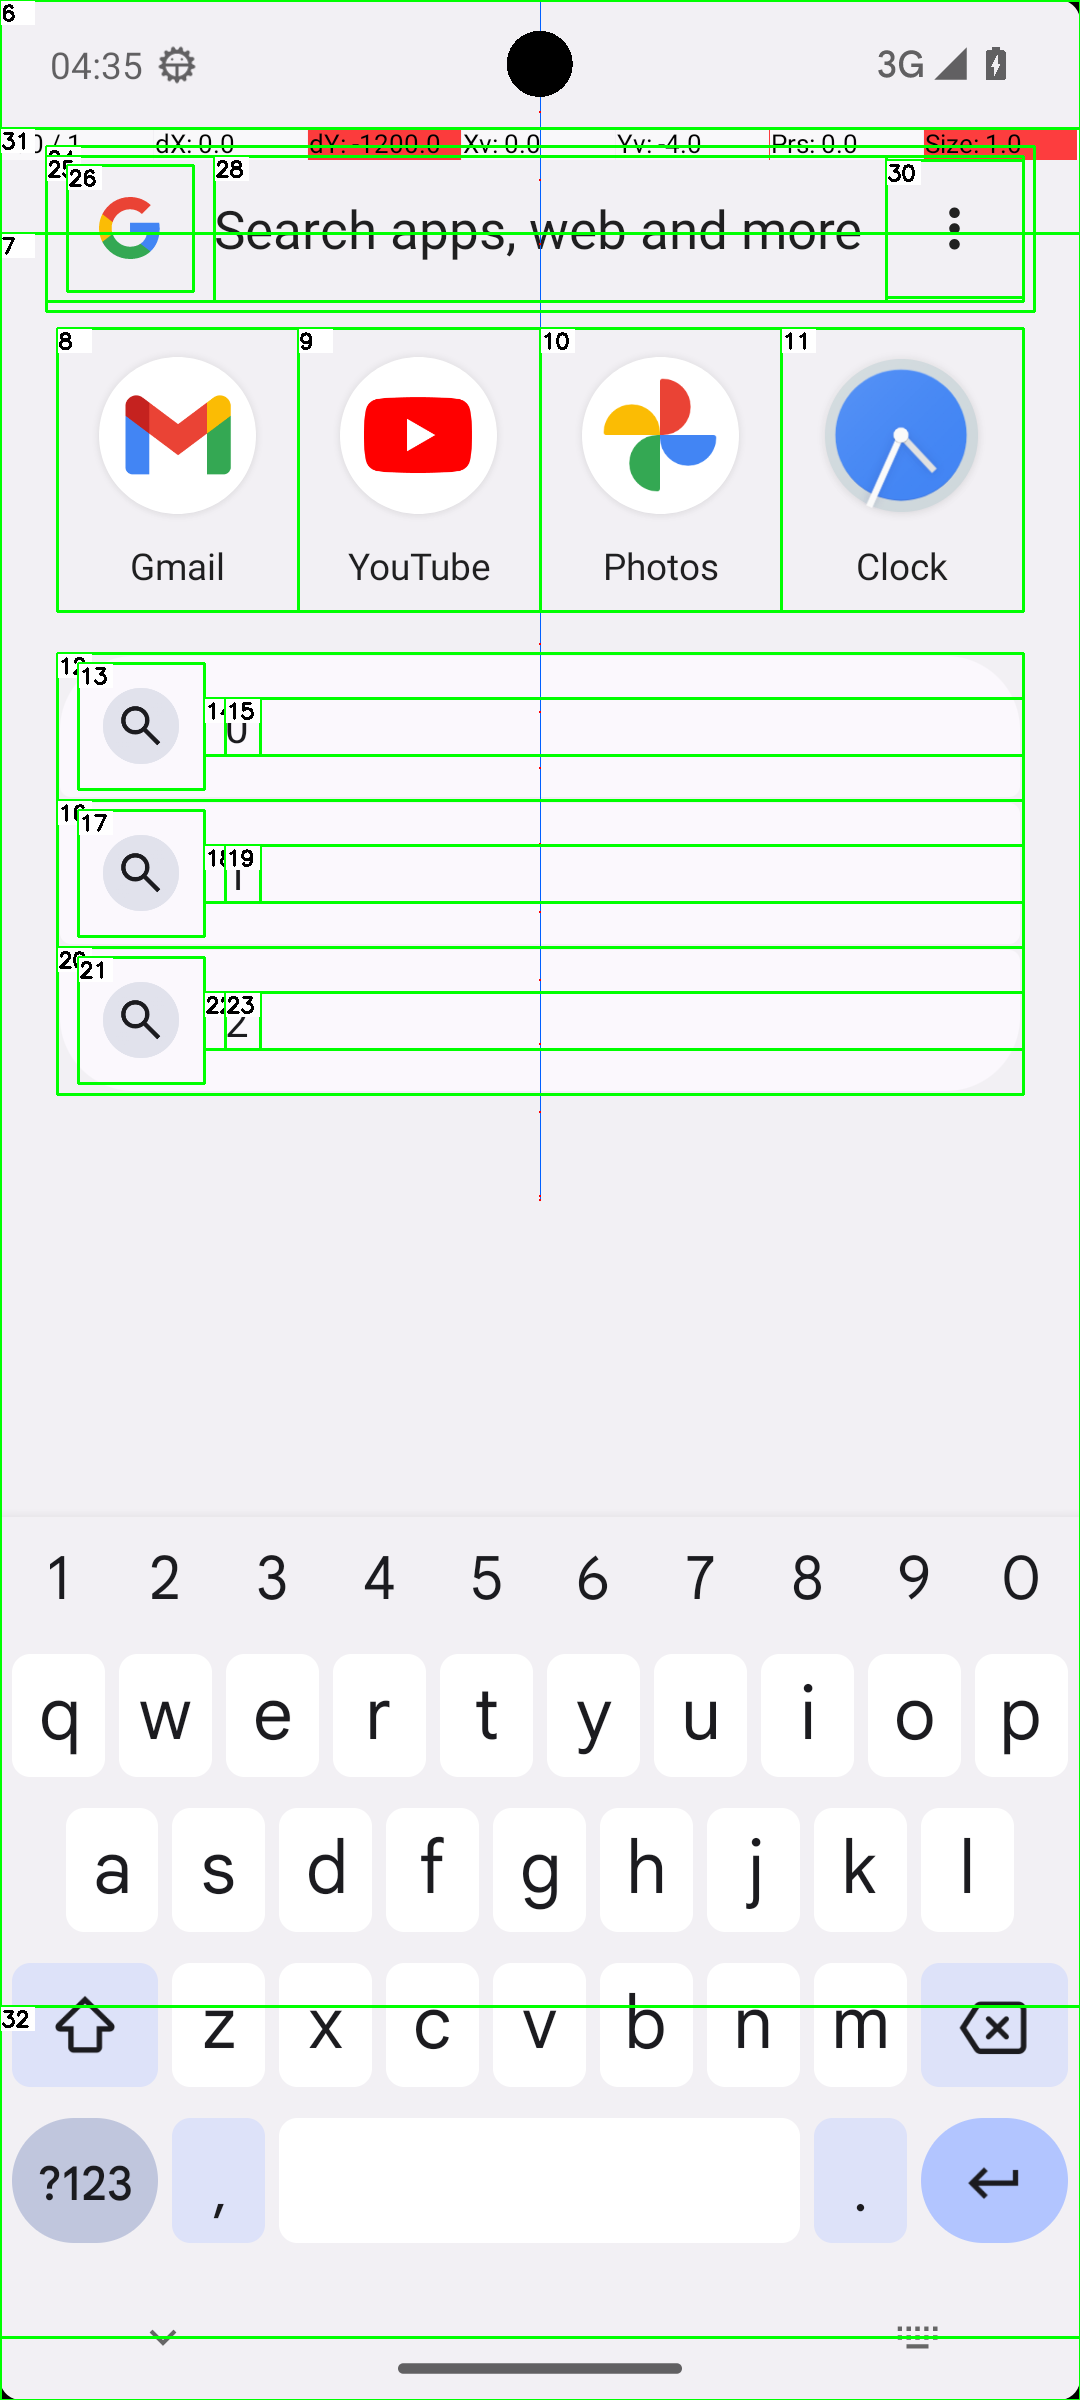 6
04:35 3G
31 0 / 1 dX: 0.0 dY: -1200.0 Xv: 0.0 Yv: -4.0 Prs: 0.0 Size: 1.0
25 26 28 30
Search apps, web and more
7
8 9 10 11
Gmail YouTube Photos Clock
12 13
14 15
16 17
18 19
20 21
22 23
1 2 3 4 5 6 7 8 9 0
q w e r t y u i o p
a s d f g h j k l
32
z x c v b n m
?123 , .